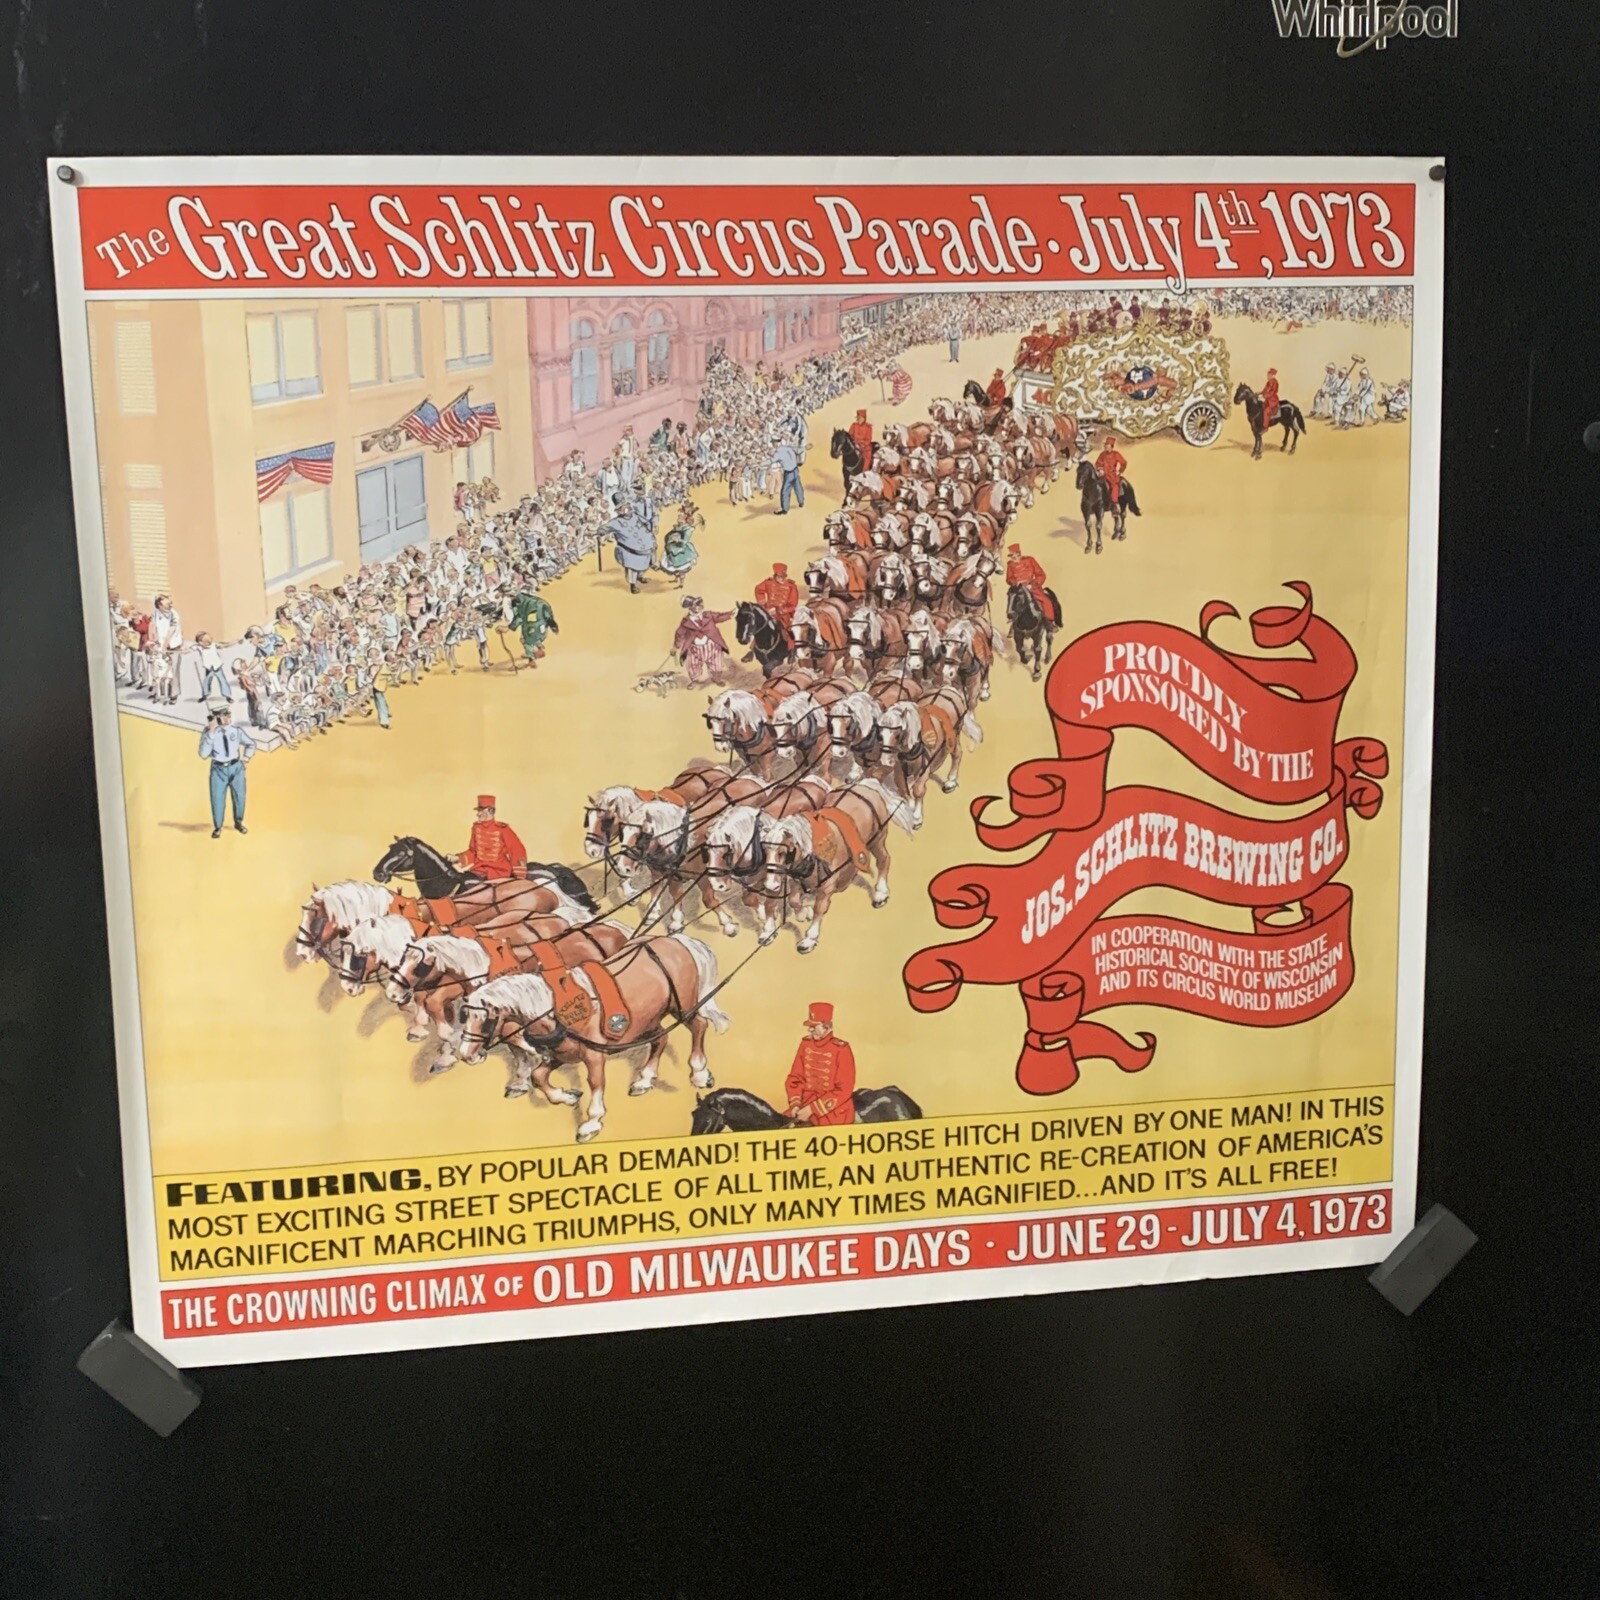 Whirlpool
The Great Schlitz Circus Parade · July 4th, 1973
40
PROUDLY
SPONSORED BY THE
JOS. SCHLITZ BREWING CO.
IN COOPERATION WITH THE STATE
HISTORICAL SOCIETY OF WISCONSIN
AND ITS CIRCUS WORLD MUSEUM
FEATURING, BY POPULAR DEMAND! THE 40-HORSE HITCH DRIVEN BY ONE MAN! IN THIS
MOST EXCITING STREET SPECTACLE OF ALL TIME, AN AUTHENTIC RE-CREATION OF AMERICA'S
MAGNIFICENT MARCHING TRIUMPHS, ONLY MANY TIMES MAGNIFIED...AND IT'S ALL FREE!
THE CROWNING CLIMAX OF OLD MILWAUKEE DAYS · JUNE 29 - JULY 4, 1973